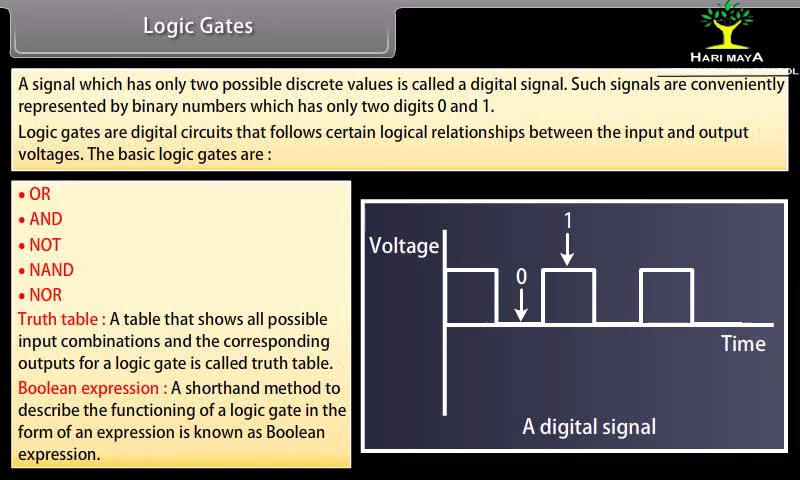 Logic Gates
HARI MAYA
A signal which has only two possible discrete values is called a digital signal. Such signals are conveniently
represented by binary numbers which has only two digits 0 and 1.
Logic gates are digital circuits that follows certain logical relationships between the input and output
voltages. The basic logic gates are :
• OR
• AND
• NOT
• NAND
• NOR
Truth table : A table that shows all possible
input combinations and the corresponding
outputs for a logic gate is called truth table.
Boolean expression : A shorthand method to
describe the functioning of a logic gate in the
form of an expression is known as Boolean
expression.
1
Voltage
0
Time
A digital signal